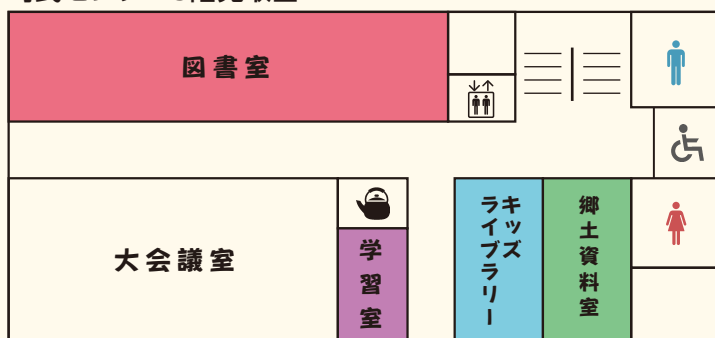 図書室
大会議室
学習室
キッズ
ライブラリー
郷土資料室